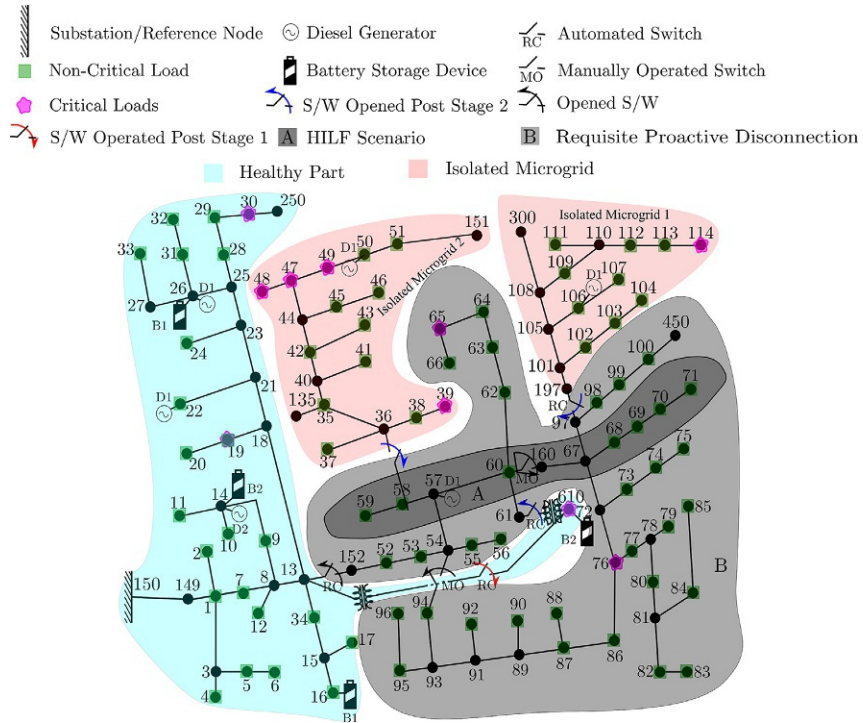 Substation/Reference Node
Diesel Generator
RC Automated Switch
Non-Critical Load
Battery Storage Device
MO Manually Operated Switch
Critical Loads
S/W Opened Post Stage 2
Opened S/W
S/W Operated Post Stage 1
A HILF Scenario
B Requisite Proactive Disconnection
Healthy Part
Isolated Microgrid
32 29 30 250
33 31 28
26 D1 25
27 B1
24 23
21
D1 22
18
19
20
14 B2
11
D2
10 9
2
150 149 1 7 8 13
12
34
3 15 17
5 6
4 16
B1
151
51
D1 50
49
47
48
Isolated Microgrid 2
46
45
44
43
42
41
40
135 35 39
36 38
37
Isolated Microgrid 1
300
111 110 112 113 114
109
D1 107
108 106 104
105 103
102
101
197
RC
97
450
100
99
98
71
70
69
68
67
65 64
66 63
62
60 160
MO
57 D1
A
59 58
61 RC
610
72
B2
152 52 53 54 55 56
RC MO RC
75
74
73
85
79
78
77
76
80 84
81
82 83
B
96 94 92 90 88
95 93 91 89 87 86